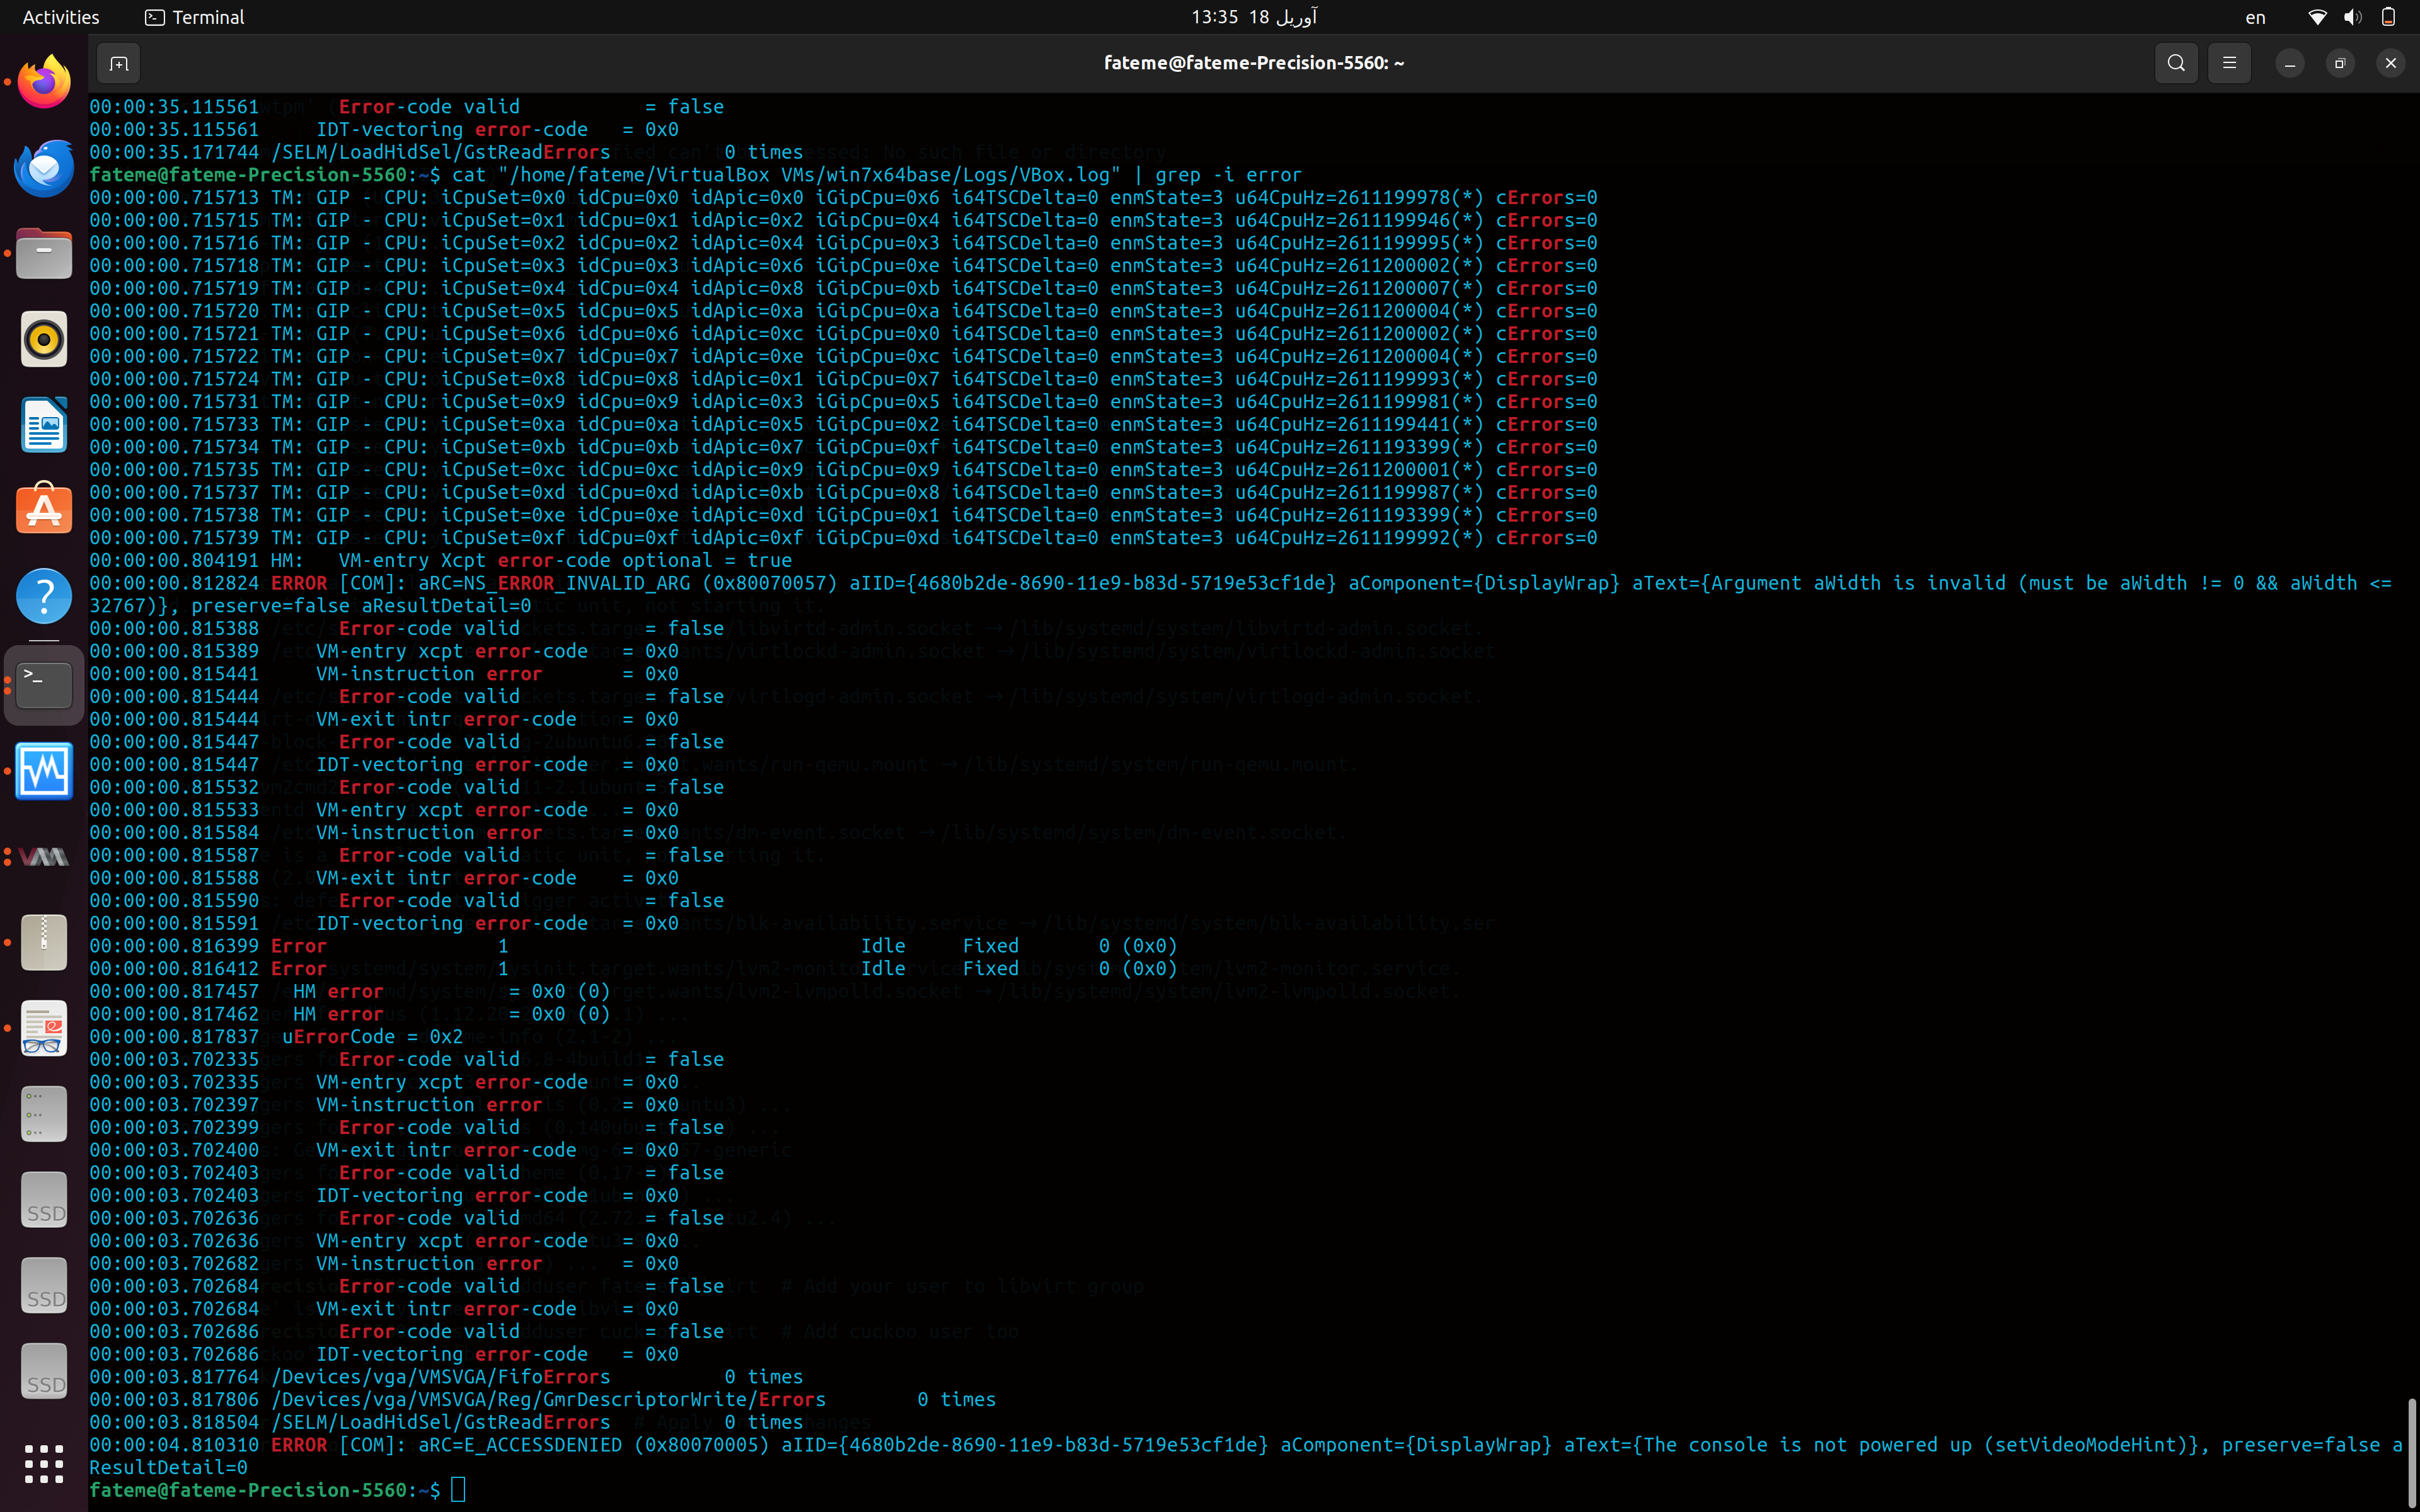 Activities
Terminal
13:35 18 آوریل
en
fateme@fateme-Precision-5560: ~
00:00:35.115561 Error-code valid = false
00:00:35.115561 IDT-vectoring error-code = 0x0
00:00:35.171744 /SELM/LoadHidSel/GstReadErrors 0 times
fateme@fateme-Precision-5560:~$ cat "/home/fateme/VirtualBox VMs/win7x64base/Logs/VBox.log" | grep -i error
00:00:00.715713 TM: GIP - CPU: iCpuSet=0x0 idCpu=0x0 idApic=0x0 iGipCpu=0x6 i64TSCDelta=0 enmState=3 u64CpuHz=2611199978(*) cErrors=0
00:00:00.715715 TM: GIP - CPU: iCpuSet=0x1 idCpu=0x1 idApic=0x2 iGipCpu=0x4 i64TSCDelta=0 enmState=3 u64CpuHz=2611199946(*) cErrors=0
00:00:00.715716 TM: GIP - CPU: iCpuSet=0x2 idCpu=0x2 idApic=0x4 iGipCpu=0x3 i64TSCDelta=0 enmState=3 u64CpuHz=2611199995(*) cErrors=0
00:00:00.715718 TM: GIP - CPU: iCpuSet=0x3 idCpu=0x3 idApic=0x6 iGipCpu=0xe i64TSCDelta=0 enmState=3 u64CpuHz=2611200002(*) cErrors=0
00:00:00.715719 TM: GIP - CPU: iCpuSet=0x4 idCpu=0x4 idApic=0x8 iGipCpu=0xb i64TSCDelta=0 enmState=3 u64CpuHz=2611200007(*) cErrors=0
00:00:00.715720 TM: GIP - CPU: iCpuSet=0x5 idCpu=0x5 idApic=0xa iGipCpu=0xa i64TSCDelta=0 enmState=3 u64CpuHz=2611200004(*) cErrors=0
00:00:00.715721 TM: GIP - CPU: iCpuSet=0x6 idCpu=0x6 idApic=0xc iGipCpu=0x0 i64TSCDelta=0 enmState=3 u64CpuHz=2611200002(*) cErrors=0
00:00:00.715722 TM: GIP - CPU: iCpuSet=0x7 idCpu=0x7 idApic=0xe iGipCpu=0xc i64TSCDelta=0 enmState=3 u64CpuHz=2611200004(*) cErrors=0
00:00:00.715724 TM: GIP - CPU: iCpuSet=0x8 idCpu=0x8 idApic=0x1 iGipCpu=0x7 i64TSCDelta=0 enmState=3 u64CpuHz=2611199993(*) cErrors=0
00:00:00.715731 TM: GIP - CPU: iCpuSet=0x9 idCpu=0x9 idApic=0x3 iGipCpu=0x5 i64TSCDelta=0 enmState=3 u64CpuHz=2611199981(*) cErrors=0
00:00:00.715733 TM: GIP - CPU: iCpuSet=0xa idCpu=0xa idApic=0x5 iGipCpu=0x2 i64TSCDelta=0 enmState=3 u64CpuHz=2611199441(*) cErrors=0
00:00:00.715734 TM: GIP - CPU: iCpuSet=0xb idCpu=0xb idApic=0x7 iGipCpu=0xf i64TSCDelta=0 enmState=3 u64CpuHz=2611193399(*) cErrors=0
00:00:00.715735 TM: GIP - CPU: iCpuSet=0xc idCpu=0xc idApic=0x9 iGipCpu=0x9 i64TSCDelta=0 enmState=3 u64CpuHz=2611200001(*) cErrors=0
00:00:00.715737 TM: GIP - CPU: iCpuSet=0xd idCpu=0xd idApic=0xb iGipCpu=0x8 i64TSCDelta=0 enmState=3 u64CpuHz=2611199987(*) cErrors=0
00:00:00.715738 TM: GIP - CPU: iCpuSet=0xe idCpu=0xe idApic=0xd iGipCpu=0x1 i64TSCDelta=0 enmState=3 u64CpuHz=2611193399(*) cErrors=0
00:00:00.715739 TM: GIP - CPU: iCpuSet=0xf idCpu=0xf idApic=0xf iGipCpu=0xd i64TSCDelta=0 enmState=3 u64CpuHz=2611199992(*) cErrors=0
00:00:00.804191 HM: VM-entry Xcpt error-code optional = true
00:00:00.812824 ERROR [COM]: aRC=NS_ERROR_INVALID_ARG (0x80070057) aIID={4680b2de-8690-11e9-b83d-5719e53cf1de} aComponent={DisplayWrap} aText={Argument aWidth is invalid (must be aWidth != 0 && aWidth <=
32767)}, preserve=false aResultDetail=0
00:00:00.815388 Error-code valid = false
00:00:00.815389 VM-entry xcpt error-code = 0x0
00:00:00.815441 VM-instruction error = 0x0
00:00:00.815444 Error-code valid = false
00:00:00.815444 VM-exit intr error-code = 0x0
00:00:00.815447 Error-code valid = false
00:00:00.815447 IDT-vectoring error-code = 0x0
00:00:00.815532 Error-code valid = false
00:00:00.815533 VM-entry xcpt error-code = 0x0
00:00:00.815584 VM-instruction error = 0x0
00:00:00.815587 Error-code valid = false
00:00:00.815588 VM-exit intr error-code = 0x0
00:00:00.815590 Error-code valid = false
00:00:00.815591 IDT-vectoring error-code = 0x0
00:00:00.816399 Error 1 Idle Fixed 0 (0x0)
00:00:00.816412 Error 1 Idle Fixed 0 (0x0)
00:00:00.817457 HM error = 0x0 (0)
00:00:00.817462 HM error = 0x0 (0)
00:00:00.817837 uErrorCode = 0x2
00:00:03.702335 Error-code valid = false
00:00:03.702335 VM-entry xcpt error-code = 0x0
00:00:03.702397 VM-instruction error = 0x0
00:00:03.702399 Error-code valid = false
00:00:03.702400 VM-exit intr error-code = 0x0
00:00:03.702403 Error-code valid = false
00:00:03.702403 IDT-vectoring error-code = 0x0
00:00:03.702636 Error-code valid = false
00:00:03.702636 VM-entry xcpt error-code = 0x0
00:00:03.702682 VM-instruction error = 0x0
00:00:03.702684 Error-code valid = false
00:00:03.702684 VM-exit intr error-code = 0x0
00:00:03.702686 Error-code valid = false
00:00:03.702686 IDT-vectoring error-code = 0x0
00:00:03.817764 /Devices/vga/VMSVGA/FifoErrors 0 times
00:00:03.817806 /Devices/vga/VMSVGA/Reg/GmrDescriptorWrite/Errors 0 times
00:00:03.818504 /SELM/LoadHidSel/GstReadErrors 0 times
00:00:04.810310 ERROR [COM]: aRC=E_ACCESSDENIED (0x80070005) aIID={4680b2de-8690-11e9-b83d-5719e53cf1de} aComponent={DisplayWrap} aText={The console is not powered up (setVideoModeHint)}, preserve=false a
ResultDetail=0
fateme@fateme-Precision-5560:~$
SSD
SSD
SSD